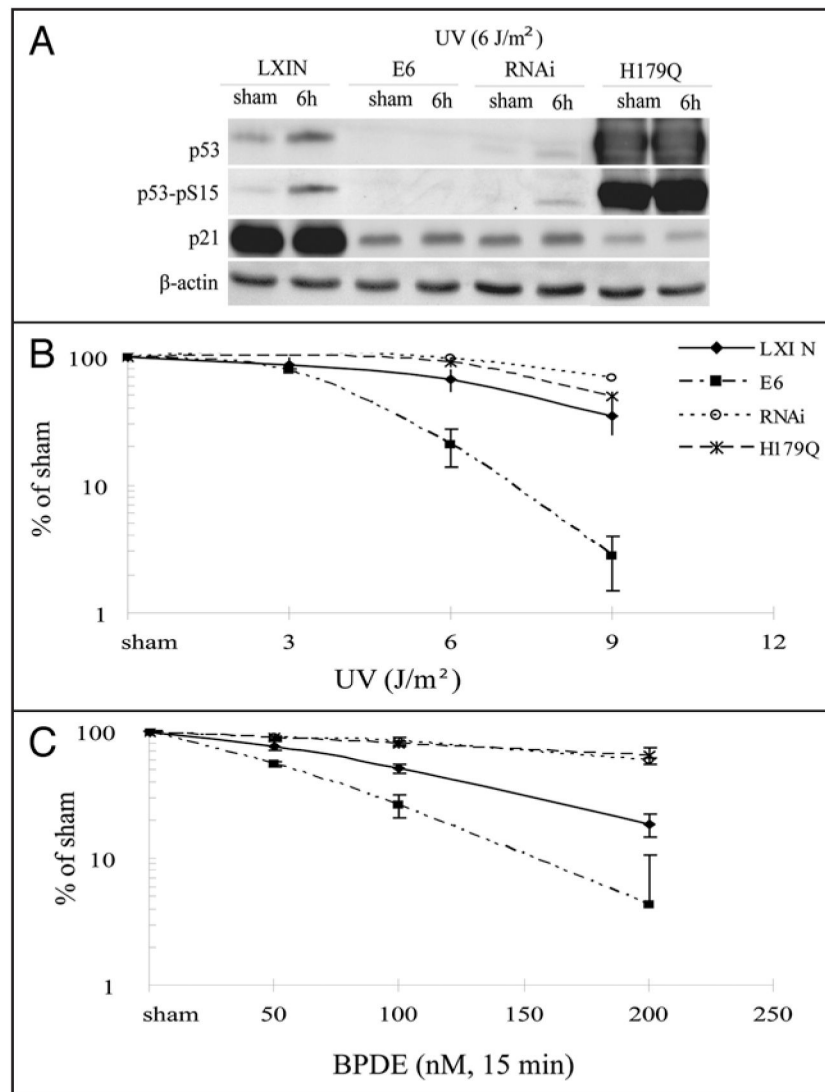 A
UV (6 J/m²)
LXIN E6 RNAi H179Q
sham 6h sham 6h sham 6h sham 6h
p53
p53-pS15
p21
β-actin
B
100
10
1
% of sham
sham 3 6 9 12
UV (J/m²)
LXI N
E6
RNAi
H179Q
C
100
10
1
% of sham
sham 50 100 150 200 250
BPDE (nM, 15 min)